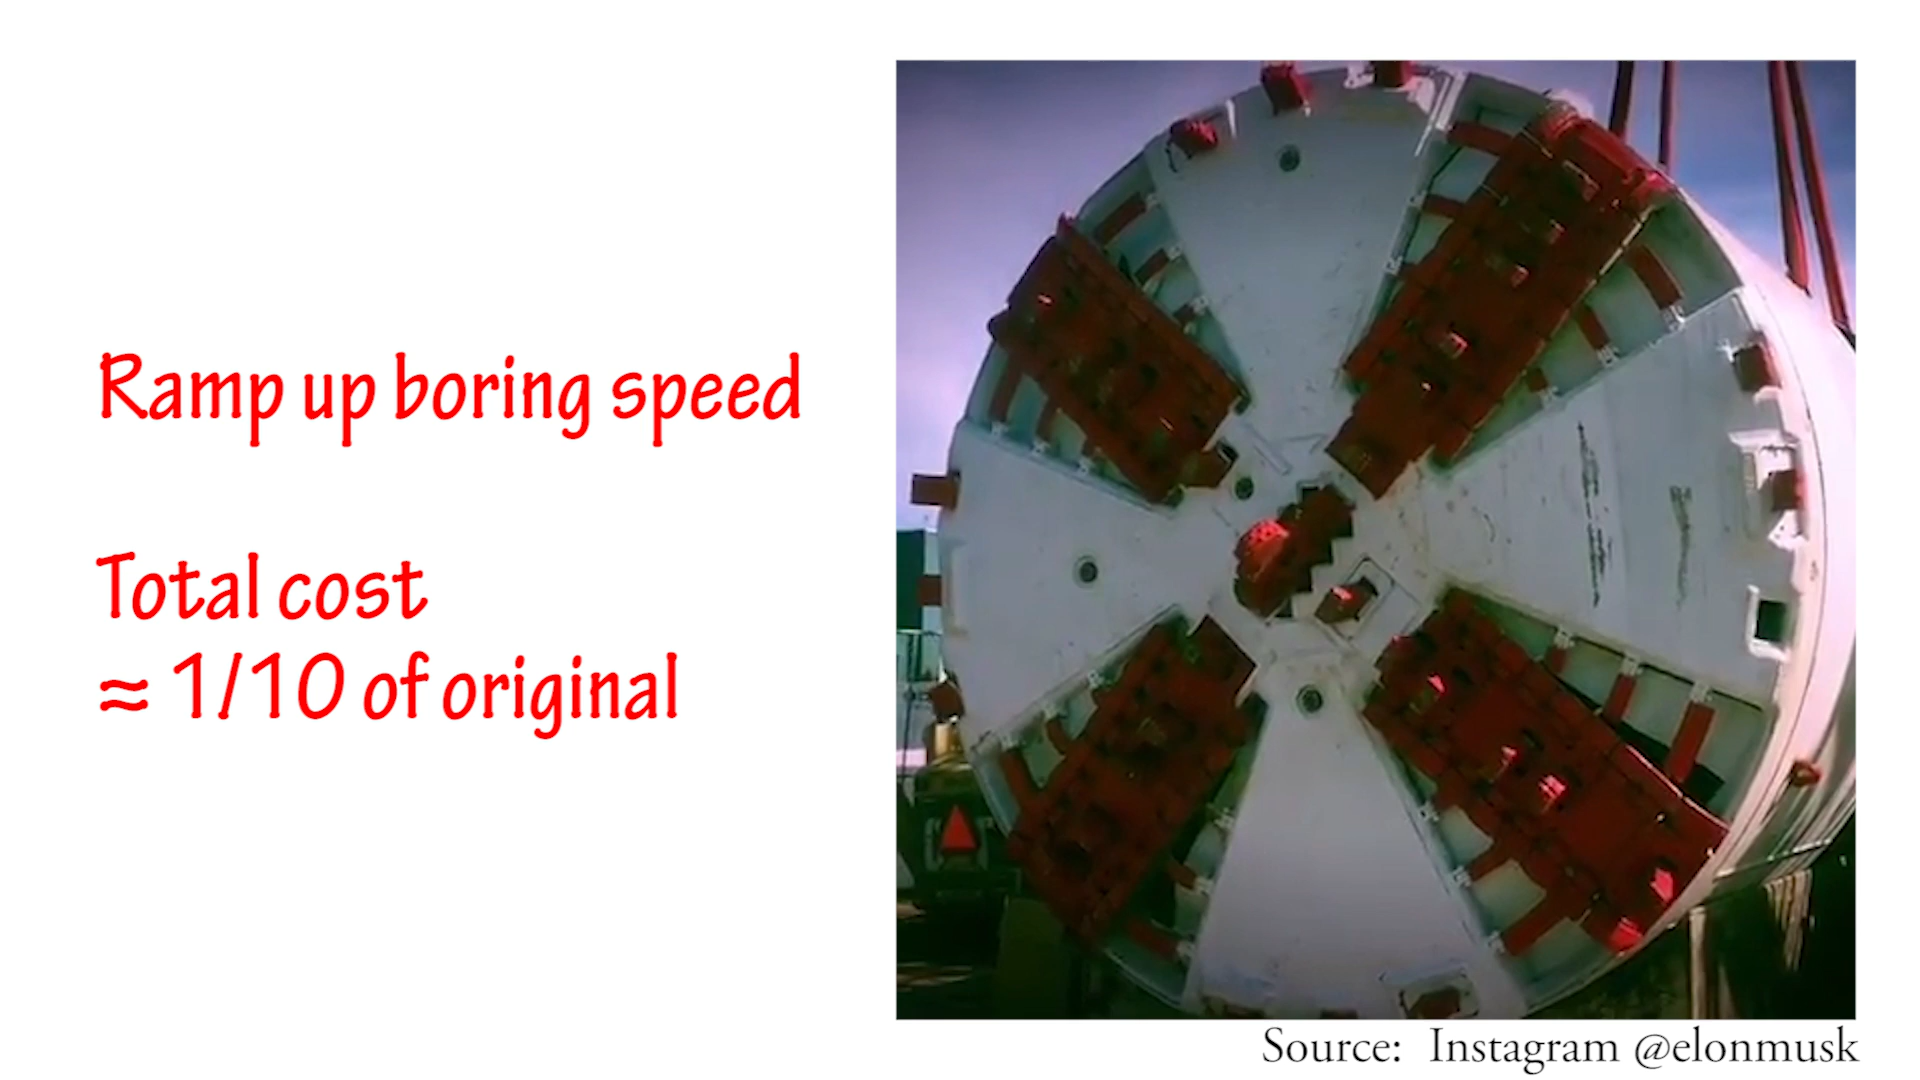 Ramp up boring speed
Total cost
≈ 1/10 of original
Source: Instagram @elonmusk